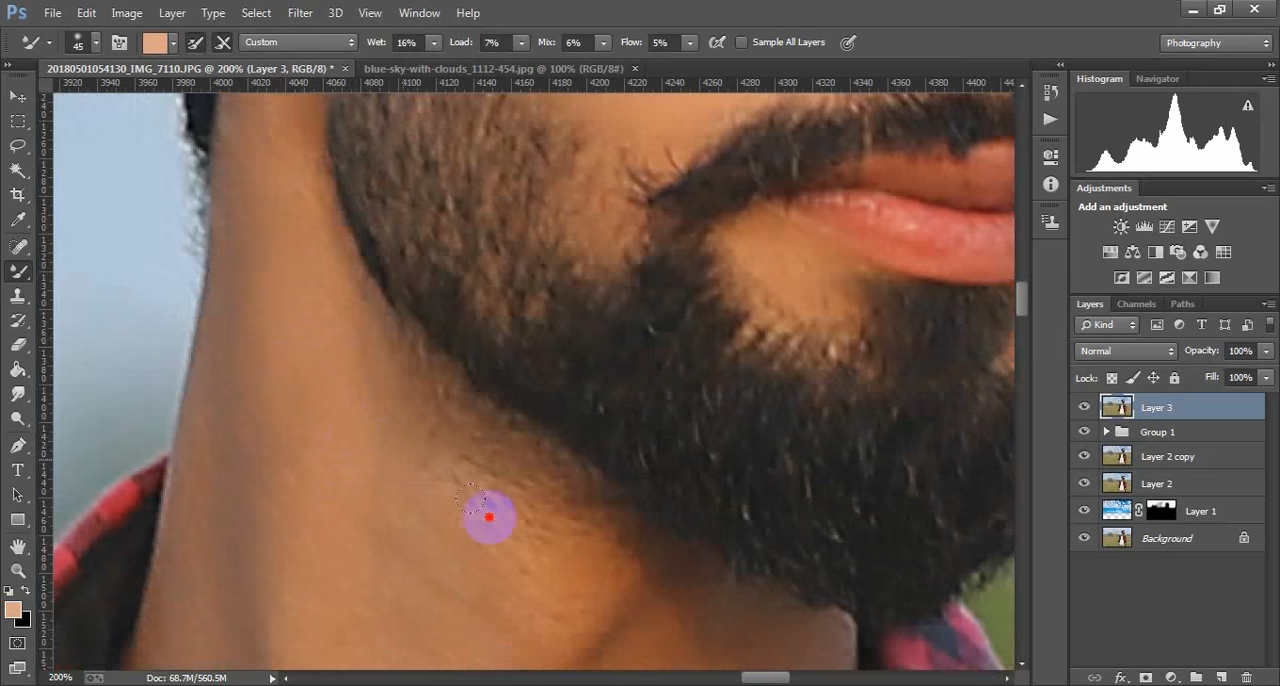 Ps File Edit Image Layer Type Select Filter 3D View Window Help
45 Custom Wet: 16% Load: 7% Mix: 6% Flow: 5% Sample All Layers Photography
20180501054130_IMG_7110.JPG @ 200% (Layer 3, RGB/8) * × blue-sky-with-clouds_1112-454.jpg @ 100% (RGB/8#) ×
3920 3940 3960 3980 4000 4020 4040 4060 4080 4100 4120 4140 4160 4180 4200 4220 4240 4260 4280 4300 4320 4340 4360 4380 4400
Histogram Navigator
Adjustments
Add an adjustment
Layers Channels Paths
Kind
Normal Opacity: 100%
Lock: Fill: 100%
Layer 3
Group 1
Layer 2 copy
Layer 2
Layer 1
Background
200% Doc: 68.7M/560.5M
fx